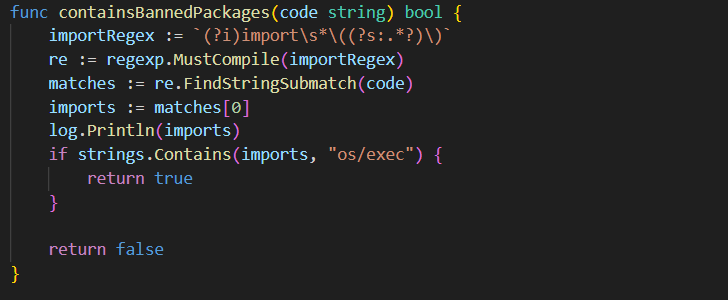 func containsBannedPackages(code string) bool {
    importRegex := `(?i)import\s*\((?s:.*?)\)`
    re := regexp.MustCompile(importRegex)
    matches := re.FindStringSubmatch(code)
    imports := matches[0]
    log.Println(imports)
    if strings.Contains(imports, "os/exec") {
        return true
    }

    return false
}